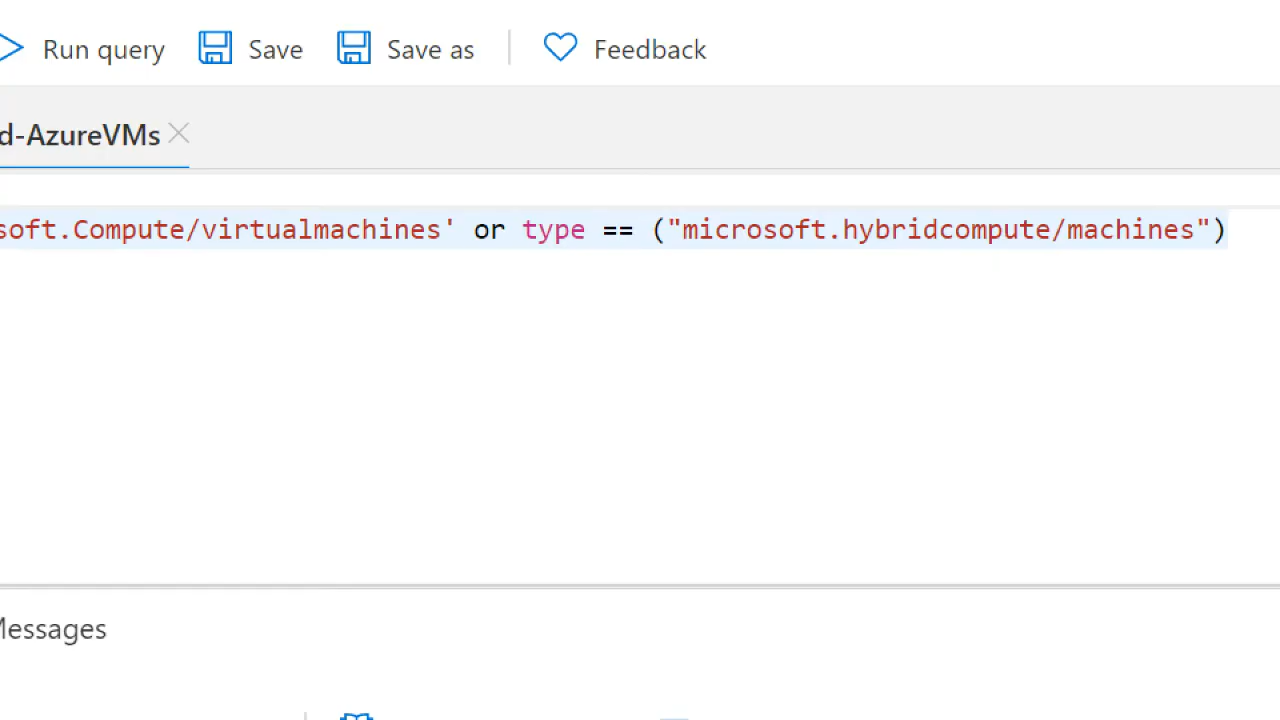 Run query Save Save as Feedback
d-AzureVMs
soft.Compute/virtualmachines' or type == ("microsoft.hybridcompute/machines")
Messages